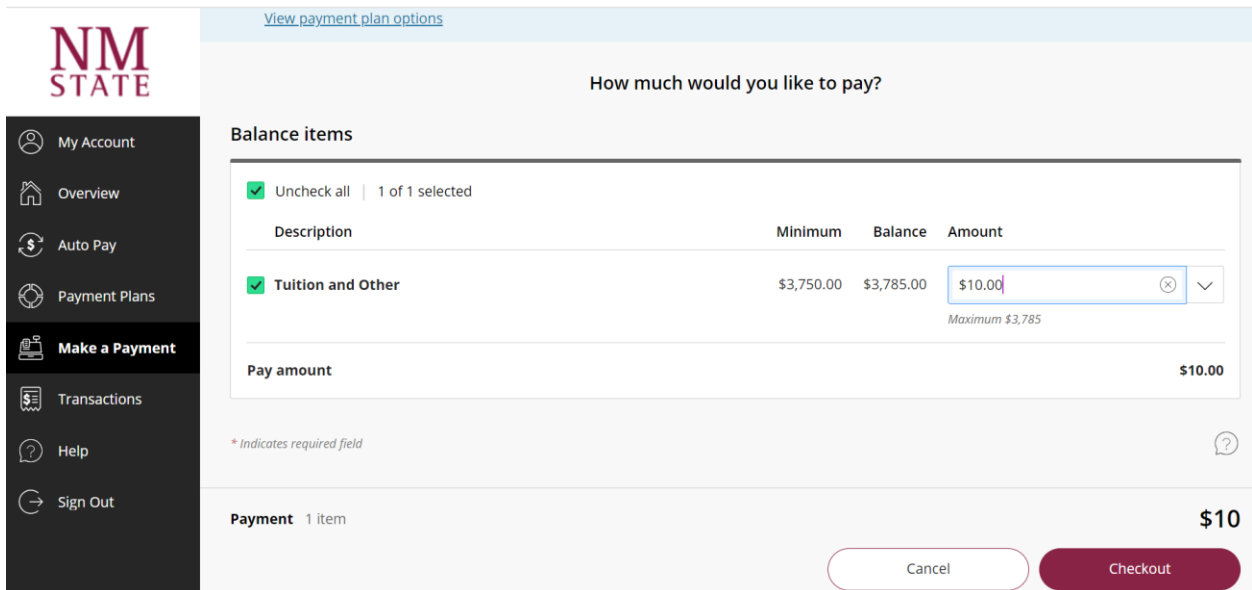 View payment plan options
NM
STATE
How much would you like to pay?
My Account
Overview
Auto Pay
Payment Plans
Make a Payment
Transactions
Help
Sign Out
Balance items
Uncheck all | 1 of 1 selected
Description Minimum Balance Amount
Tuition and Other $3,750.00 $3,785.00 $10.00
Maximum $3,785
Pay amount $10.00
* Indicates required field
Payment 1 item $10
Cancel Checkout